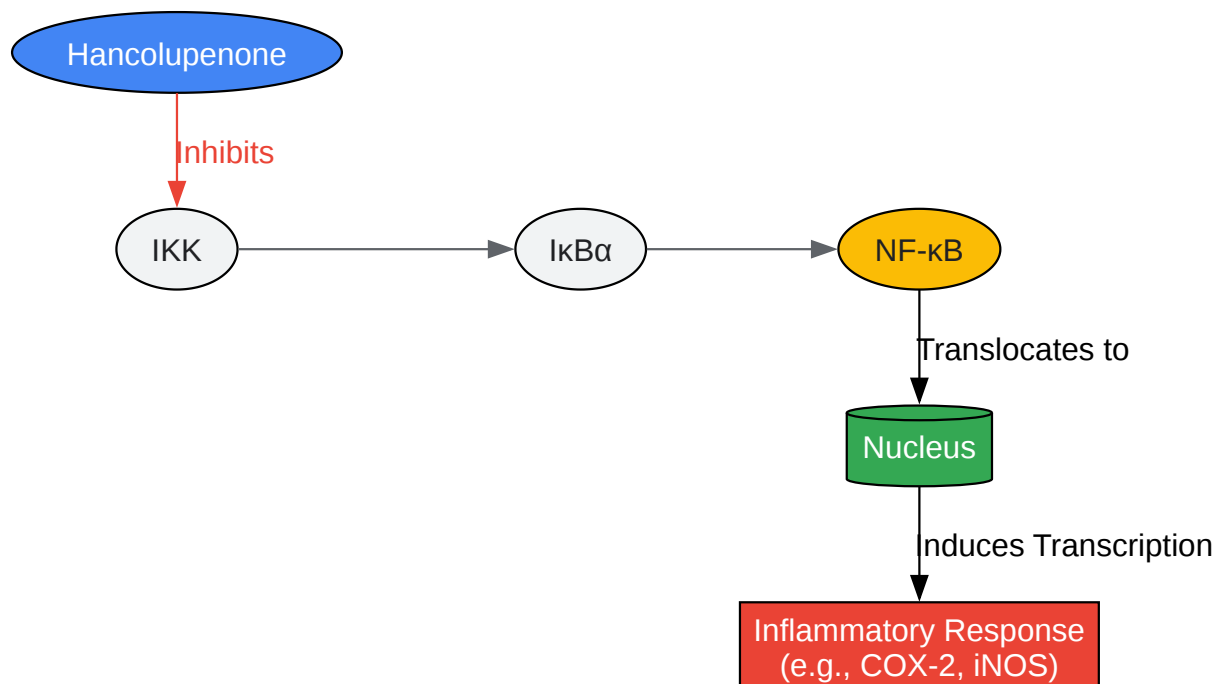 Hancolupenone
Inhibits
IKK
IκBα
NF-κB
Translocates to
Nucleus
Induces Transcription
Inflammatory Response
(e.g., COX-2, iNOS)